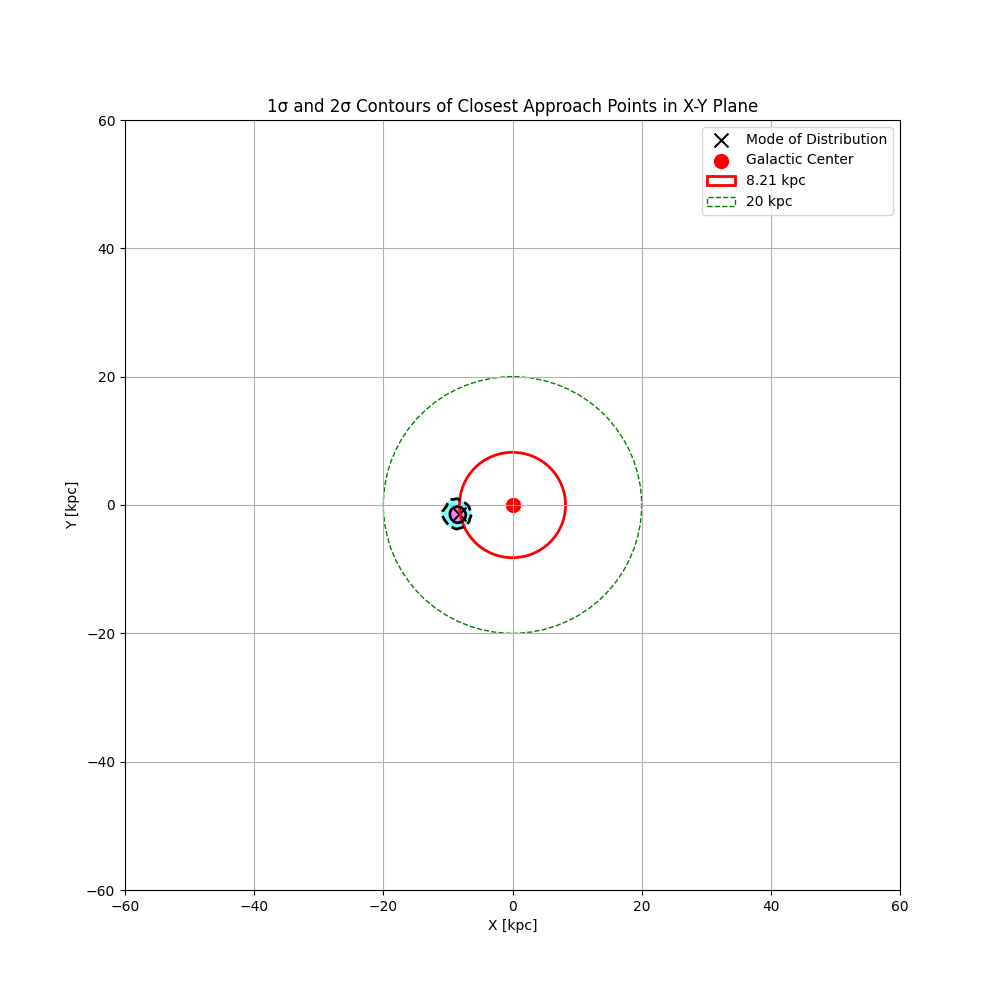 1σ and 2σ Contours of Closest Approach Points in X-Y Plane
Mode of Distribution
Galactic Center
8.21 kpc
20 kpc
60
40
20
0
−20
−40
−60
Y [kpc]
−60 −40 −20 0 20 40 60
X [kpc]